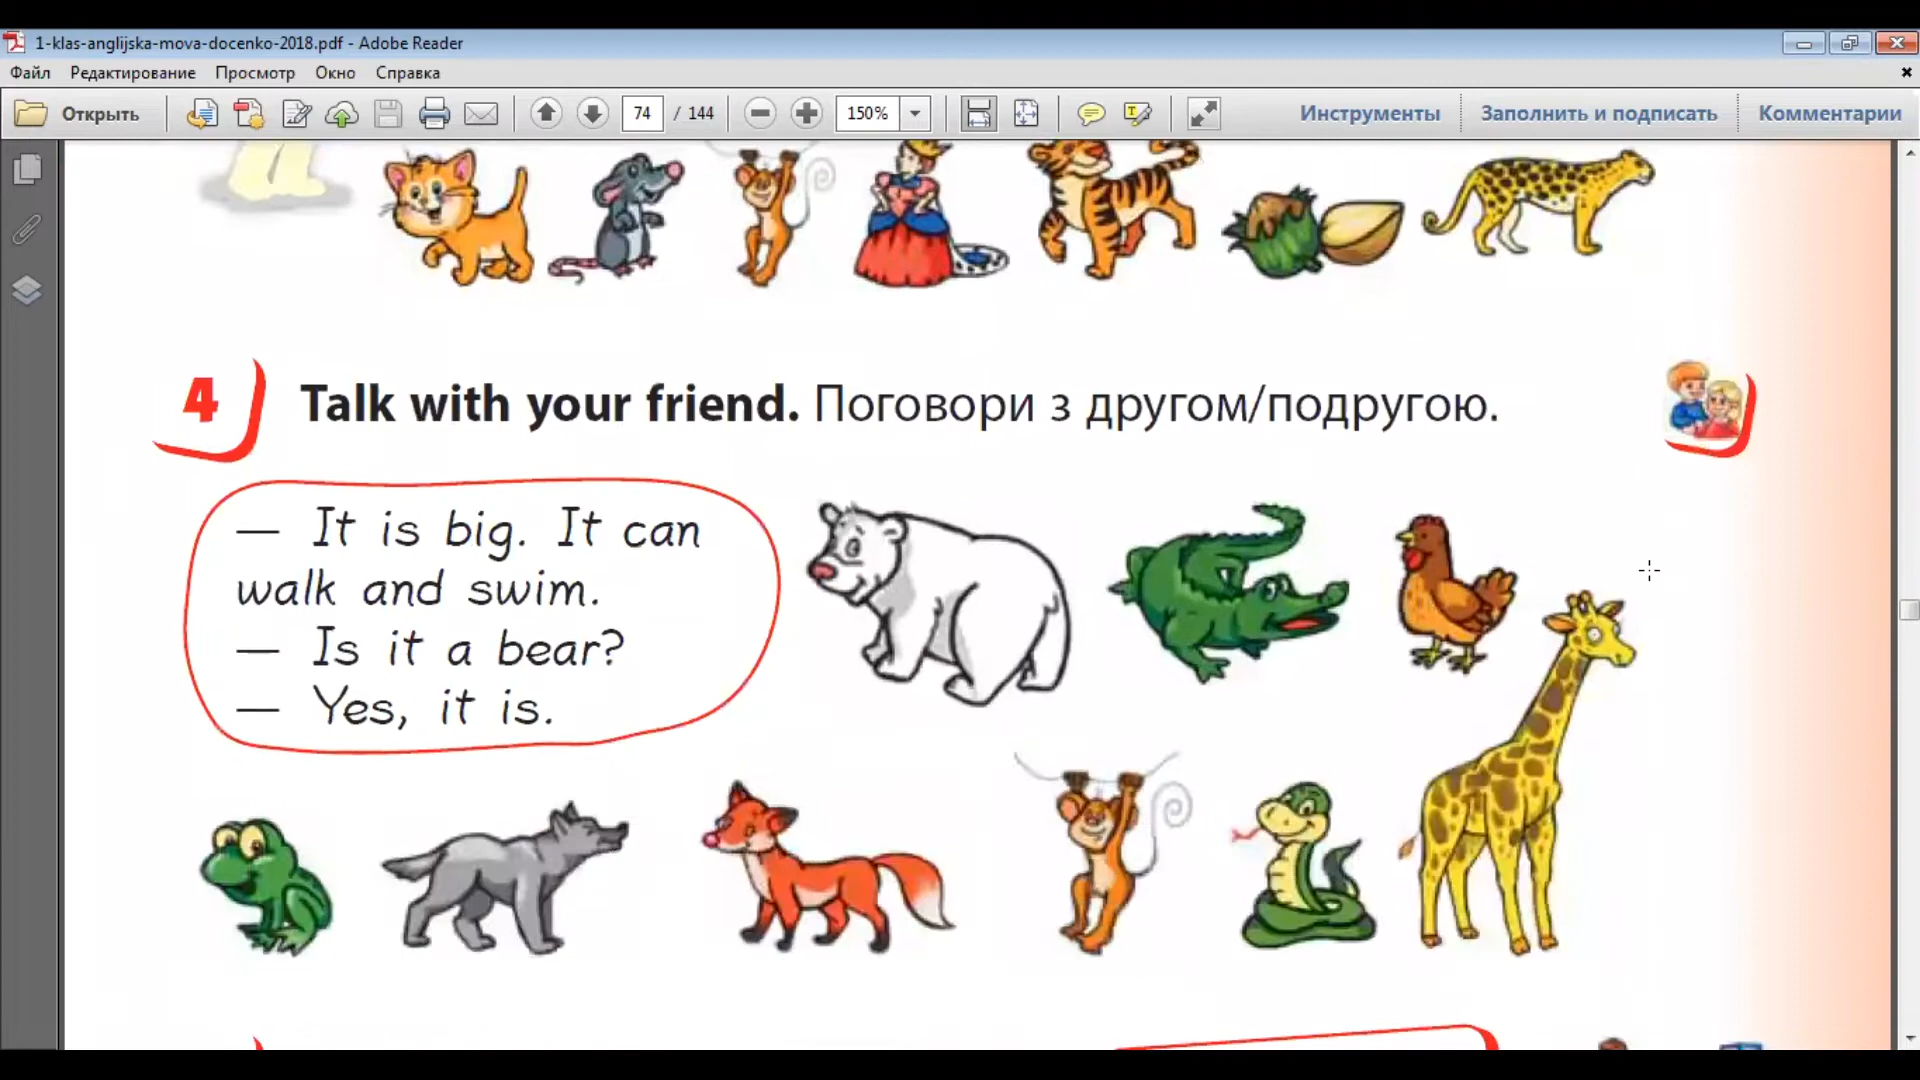 1-klas-anglijska-mova-docenko-2018.pdf - Adobe Reader
Файл Редактирование Просмотр Окно Справка
Открыть 74 / 144 150% Инструменты Заполнить и подписать Комментарии
4 Talk with your friend. Поговори з другом/подругою.
— It is big. It can
walk and swim.
— Is it a bear?
— Yes, it is.